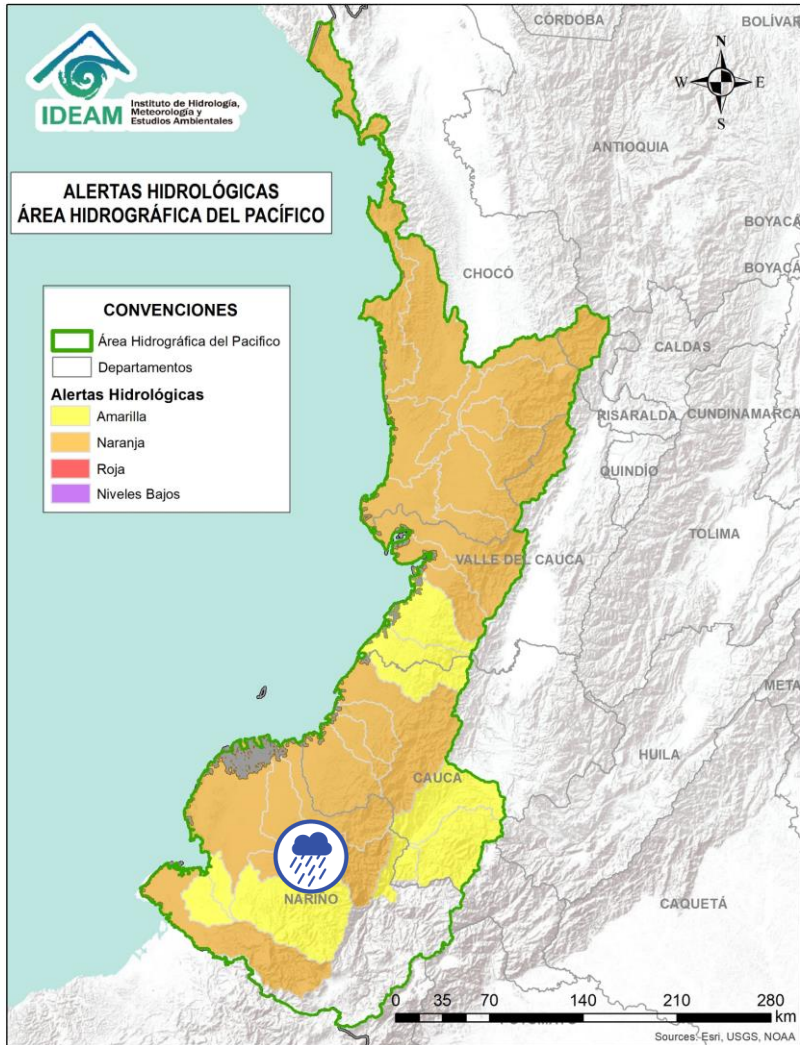 CÓRDOBA
BOLÍVAR
N
W
E
S
IDEAM
Instituto de Hidrología,
Meteorología y
Estudios Ambientales
ANTIOQUIA
ALERTAS HIDROLÓGICAS
ÁREA HIDROGRÁFICA DEL PACÍFICO
BOYACÁ
BOYACÁ
CHOCÓ
CONVENCIONES
Área Hidrográfica del Pacifico
Departamentos
Alertas Hidrológicas
Amarilla
Naranja
Roja
Niveles Bajos
CALDAS
RISARALDA
CUNDINAMARCA
QUINDÍO
TOLIMA
VALLE DEL CAUCA
META
HUILA
CAUCA
NARIÑO
CAQUETÁ
0 35 70 140 210 280
km
Sources: Esri, USGS, NOAA